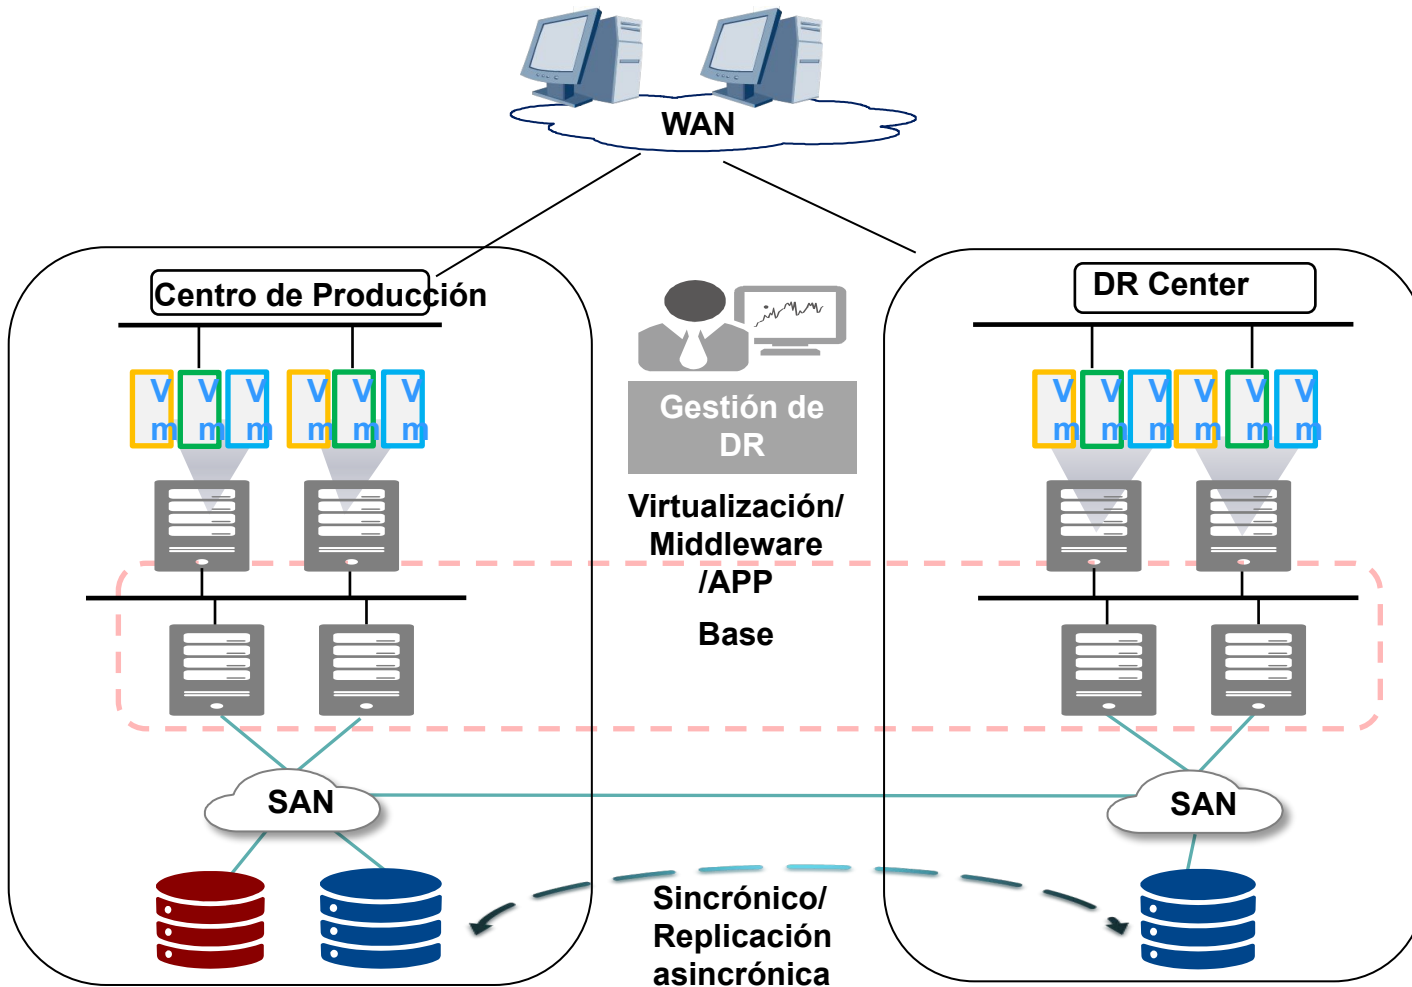 WAN
Centro de Producción
DR Center
V V V V V V
m m m m m m
Gestión de
DR
V V V V V V
m m m m m m
Virtualización/
Middleware
/APP
Base
SAN
SAN
Sincrónico/
Replicación
asincrónica